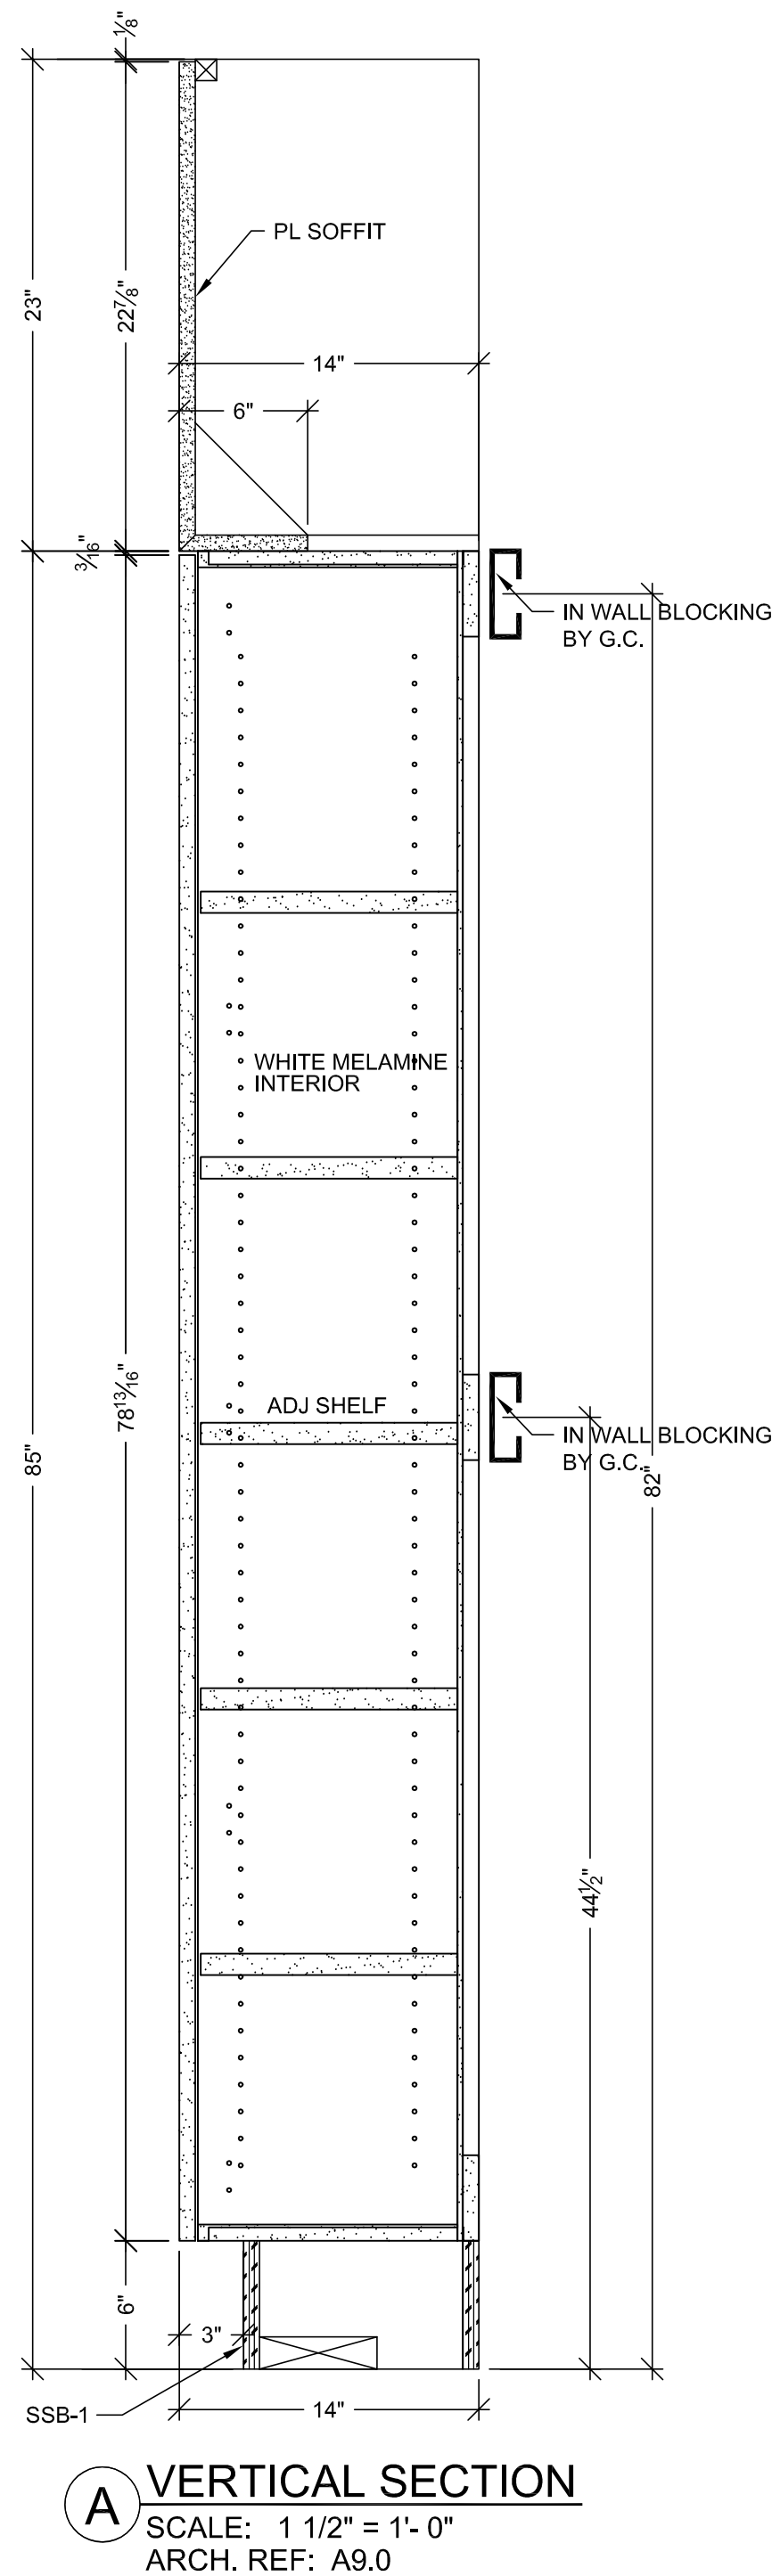 1/8"
23"
22 7/8"
PL SOFFIT
14"
6"
3/16"
IN WALL BLOCKING
BY G.C.
WHITE MELAMINE
INTERIOR
ADJ SHELF
78 13/16"
85"
IN WALL BLOCKING
BY G.C.
82"
44 1/2"
6"
3"
SSB-1
14"
A
VERTICAL SECTION
SCALE: 1 1/2" = 1'- 0"
ARCH. REF: A9.0